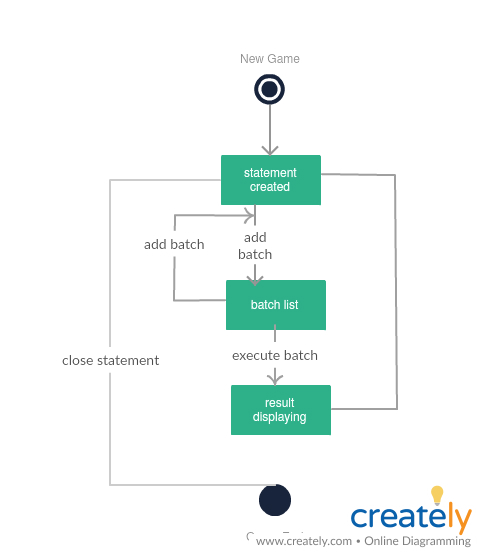 New Game
statement
created
add batch
add
batch
batch list
execute batch
close statement
result
displaying
creately
www.creately.com • Online Diagramming